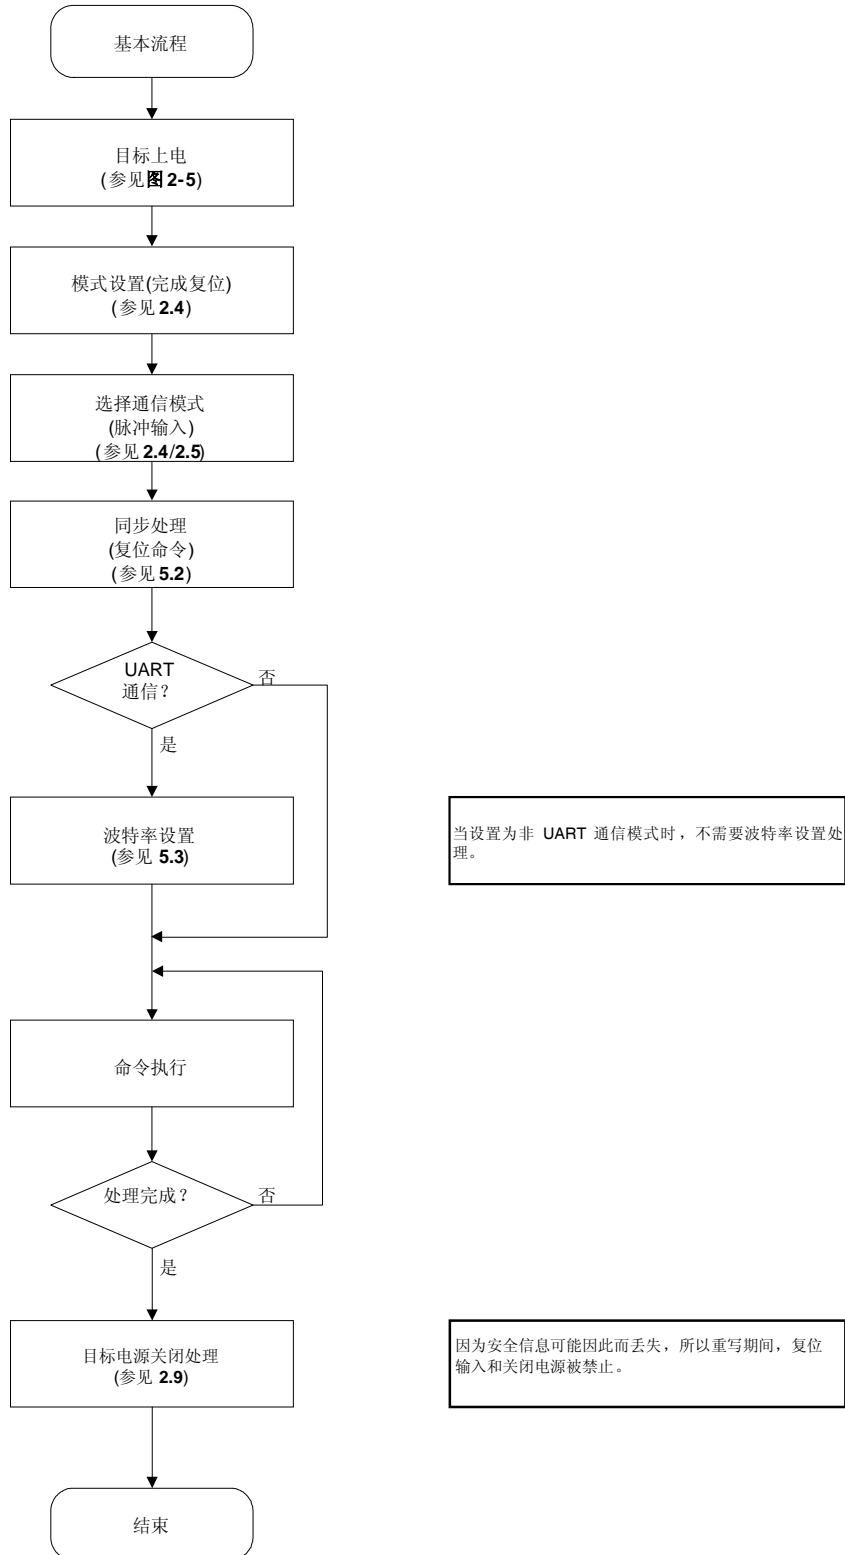 基本流程
目标上电
(参见图2-5)
模式设置(完成复位)
(参见 2.4)
选择通信模式
(脉冲输入)
(参见 2.4/2.5)
同步处理
(复位命令)
(参见 5.2)
UART
通信?
否
是
波特率设置
(参见 5.3)
当设置为非 UART 通信模式时，不需要波特率设置处
理。
命令执行
处理完成?
否
是
目标电源关闭处理
(参见 2.9)
因为安全信息可能因此而丢失，所以重写期间，复位
输入和关闭电源被禁止。
结束